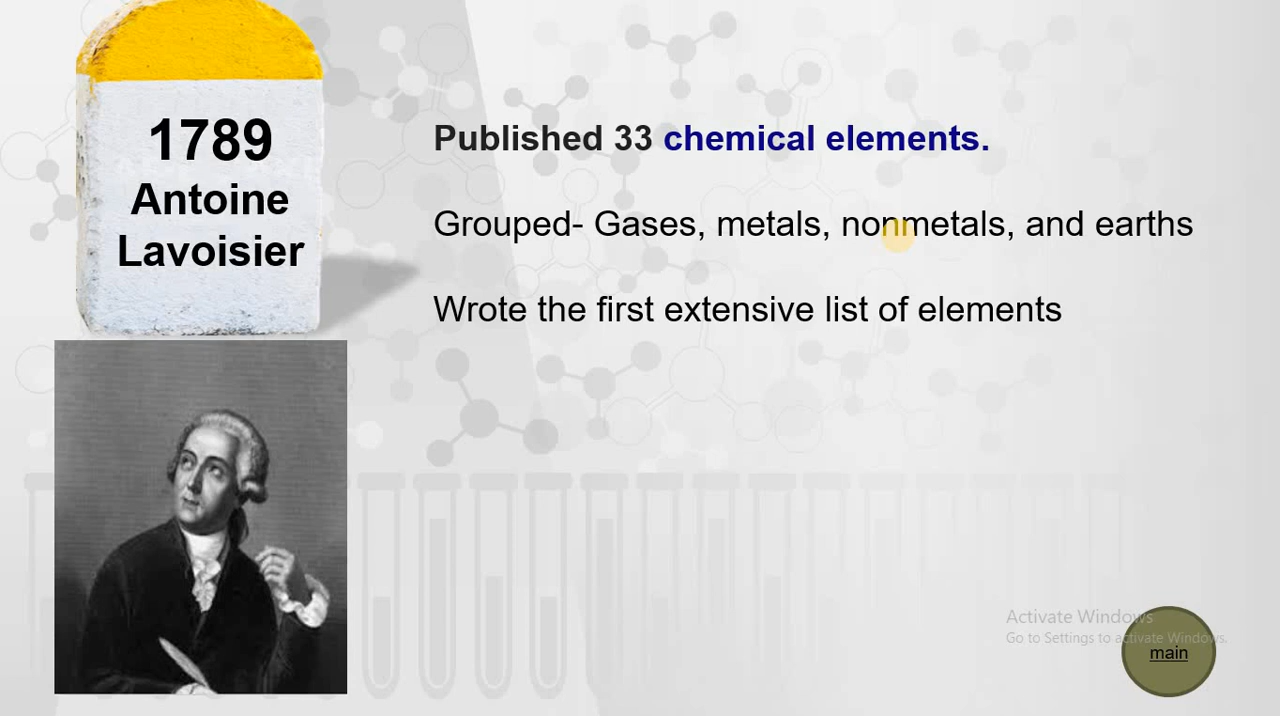 1789
Antoine
Lavoisier
Published 33 chemical elements.
Grouped- Gases, metals, nonmetals, and earths
Wrote the first extensive list of elements
Activate Windows
Go to Settings to activate Windows.
main